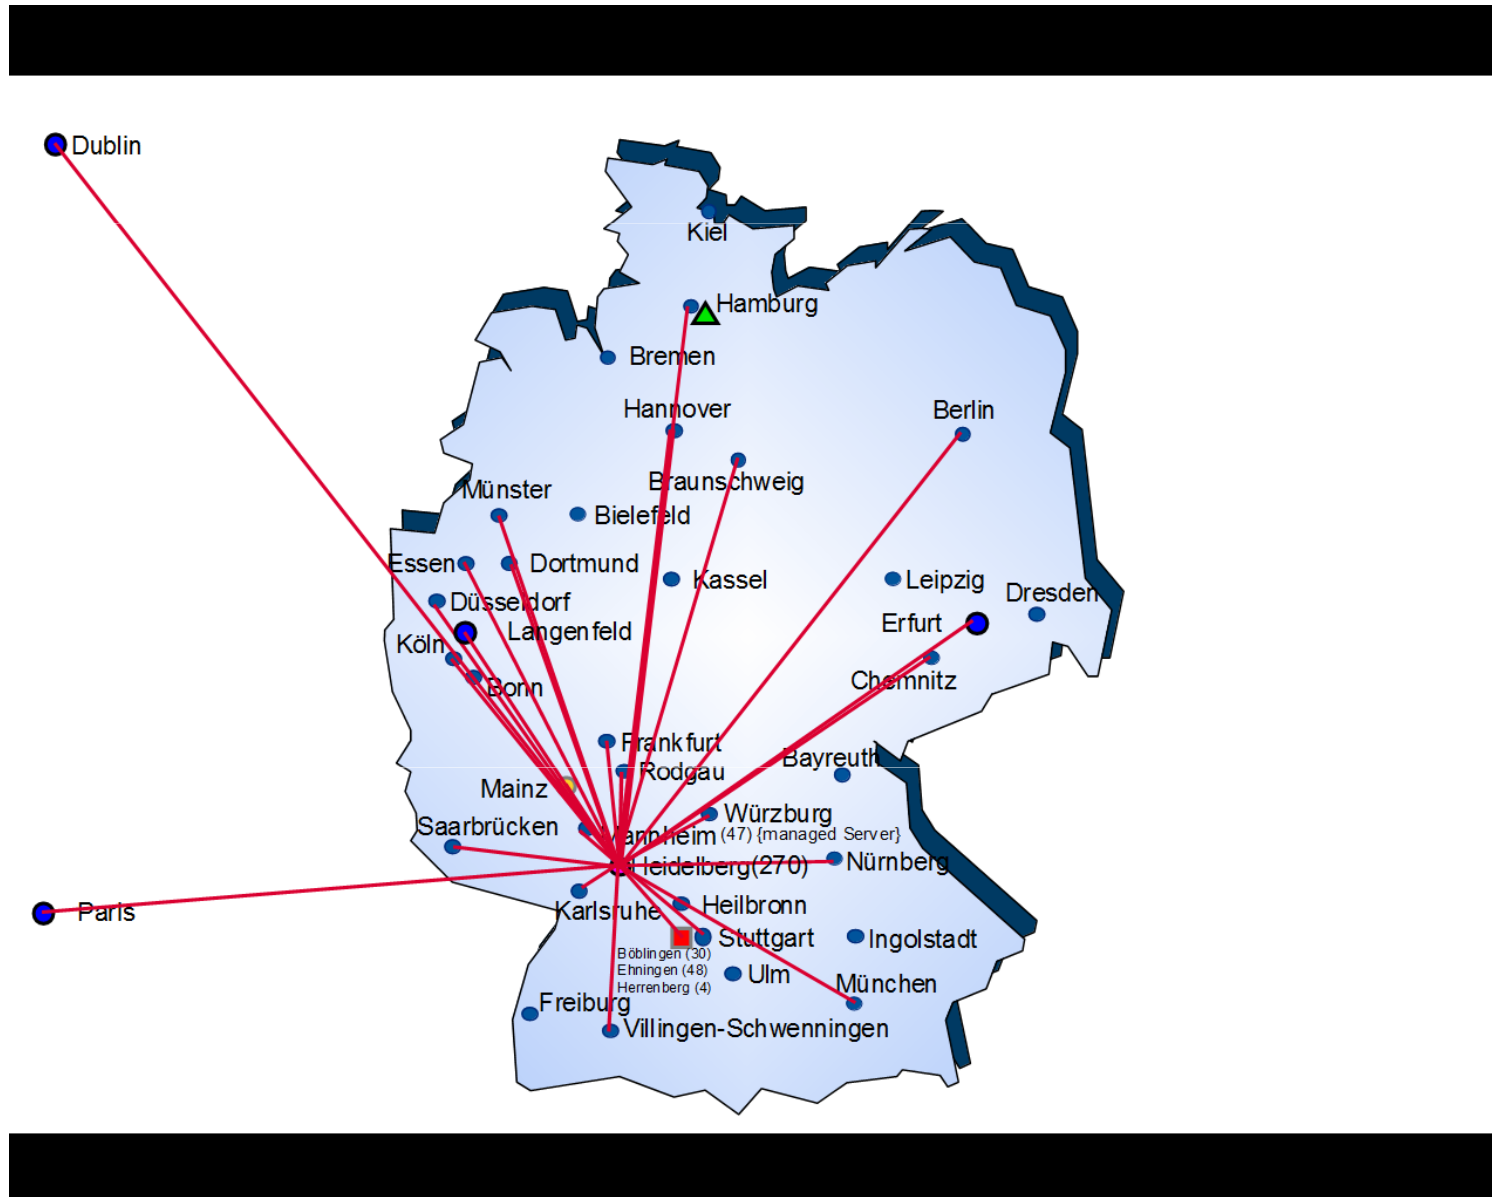 Dublin
Kiel
Hamburg
Bremen
Hannover
Berlin
Braunschweig
Münster
Bielefeld
Essen
Dortmund
Kassel
Leipzig
Dresden
Düsseldorf
Langenfeld
Erfurt
Köln
Bonn
Chemnitz
Frankfurt
Rodgau
Bayreuth
Mainz
Würzburg
Saarbrücken
Mannheim (47) {managed Server}
Heidelberg(270)
Nürnberg
Paris
Karlsruhe
Heilbronn
Stuttgart
Ingolstadt
Böblingen (30)
Ehningen (48)
Herrenberg (4)
Ulm
München
Freiburg
Villingen-Schwenningen